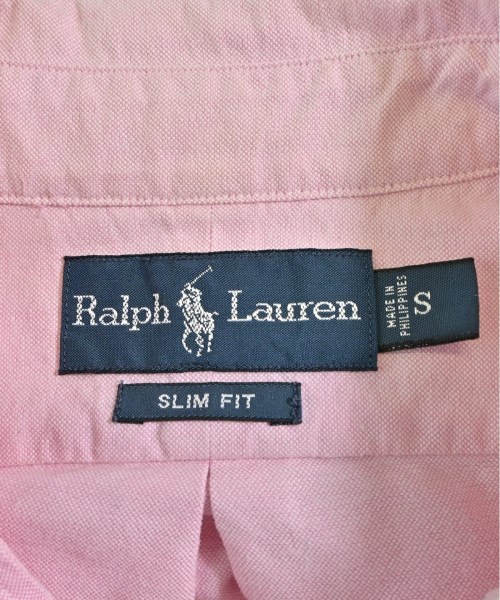 Ralph Lauren
MADE IN
PHILIPPINES
S
SLIM FIT